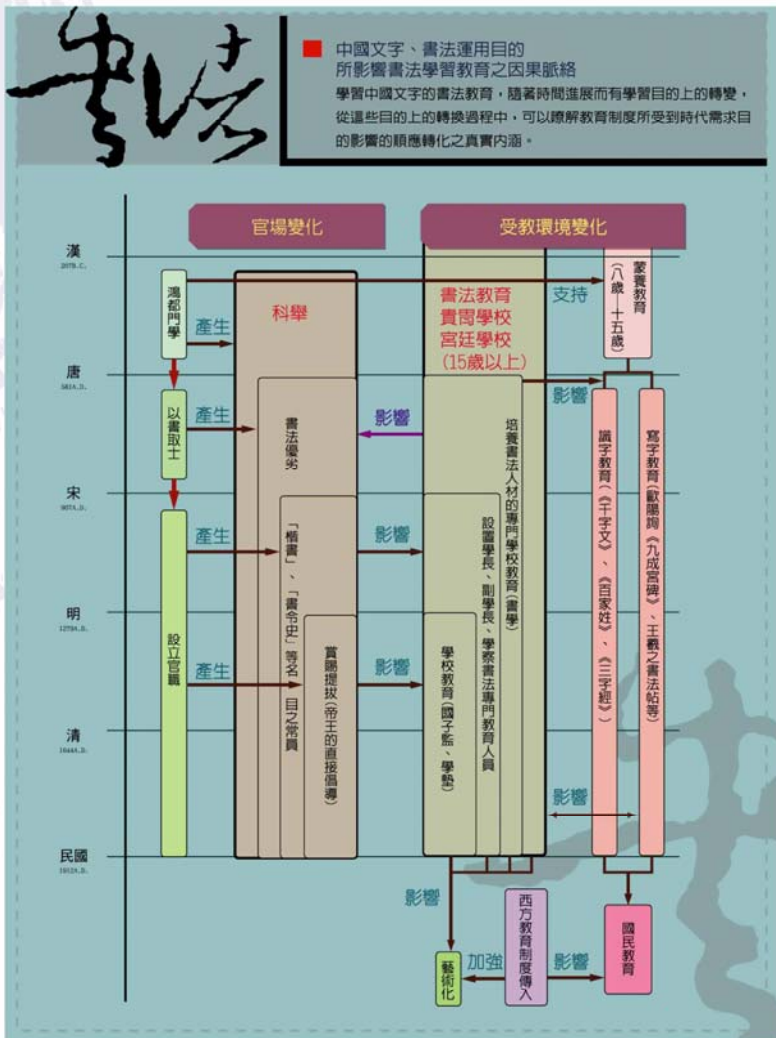 書法
中國文字、書法運用目的
所影響書法學習教育之因果脈絡
學習中國文字的書法教育，隨著時間進展而有學習目的上的轉變，
從這些目的上的轉換過程中，可以瞭解教育制度所受到時代需求目
的影響的順應轉化之真實內涵。
官場變化
受教環境變化
漢
207B.C.
鴻都門學
產生
科舉
書法教育
貴冑學校
宮廷學校
(15歲以上)
支持
蒙養教育
(八歲—十五歲)
唐
581A.D.
以書取士
產生
書法優劣
影響
培養書法人材的專門學校教育(書學)
影響
識字教育(《千字文》、《百家姓》、《三字經》)
寫字教育(歐陽詢《九成宮碑》、王羲之書法帖等)
宋
907A.D.
設立官職
產生
「楷書」、「書令史」等名 目之常員
影響
設置學長、副學長、學察書法專門教育人員
明
產生
賞賜提拔(帝王的直接倡導)
影響
學校教育(國子監、學塾)
清
1644A.D.
影響
民國
1912A.D.
影響
藝術化
加強
西方教育制度傳入
影響
國民教育